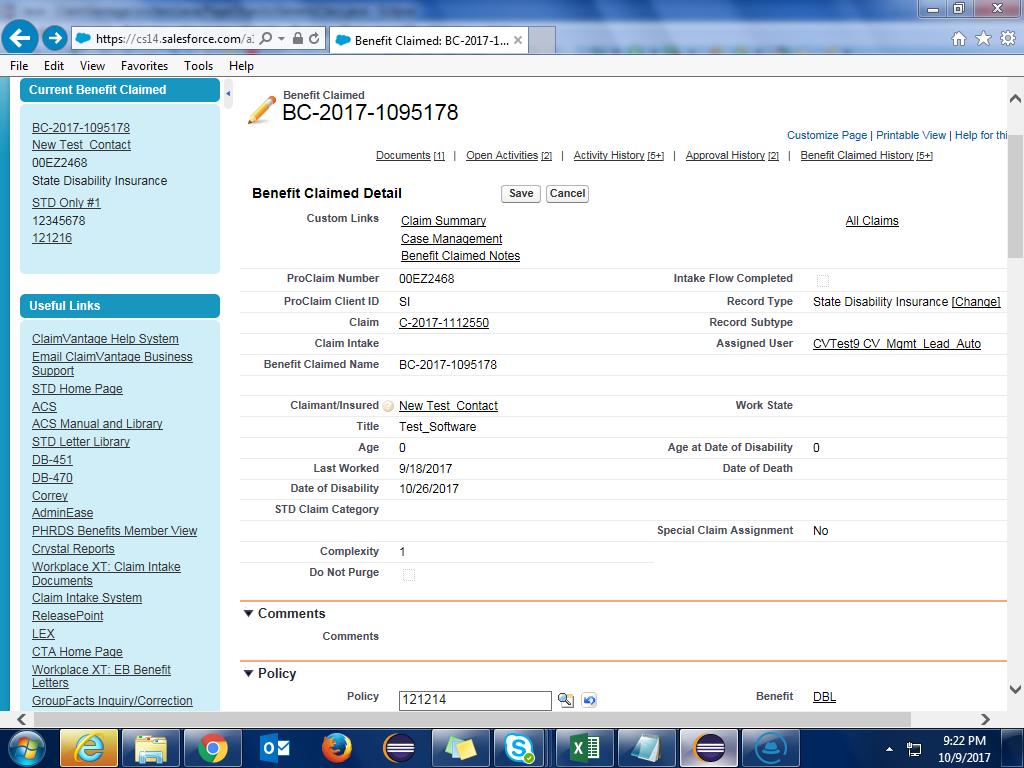 https://cs14.salesforce.com/a
Benefit Claimed: BC-2017-1...
File Edit View Favorites Tools Help
Current Benefit Claimed
BC-2017-1095178
New Test_Contact
00EZ2468
State Disability Insurance
STD Only #1
12345678
121216
Useful Links
ClaimVantage Help System
Email ClaimVantage Business
Support
STD Home Page
ACS
ACS Manual and Library
STD Letter Library
DB-451
DB-470
Correy
AdminEase
PHRDS Benefits Member View
Crystal Reports
Workplace XT: Claim Intake
Documents
Claim Intake System
ReleasePoint
LEX
CTA Home Page
Workplace XT: EB Benefit
Letters
GroupFacts Inquiry/Correction
Benefit Claimed
BC-2017-1095178
Customize Page | Printable View | Help for thi
Documents [1] | Open Activities [2] | Activity History [5+] | Approval History [2] | Benefit Claimed History [5+]
Benefit Claimed Detail Save Cancel
Custom Links Claim Summary All Claims
Case Management
Benefit Claimed Notes
ProClaim Number 00EZ2468 Intake Flow Completed
ProClaim Client ID SI Record Type State Disability Insurance [Change]
Claim C-2017-1112550 Record Subtype
Claim Intake Assigned User CVTest9 CV_Mgmt_Lead_Auto
Benefit Claimed Name BC-2017-1095178
Claimant/Insured New Test_Contact Work State
Title Test_Software
Age 0 Age at Date of Disability 0
Last Worked 9/18/2017 Date of Death
Date of Disability 10/26/2017
STD Claim Category
Special Claim Assignment No
Complexity 1
Do Not Purge
Comments
Comments
Policy
Policy 121214 Benefit DBL
9:22 PM
10/9/2017